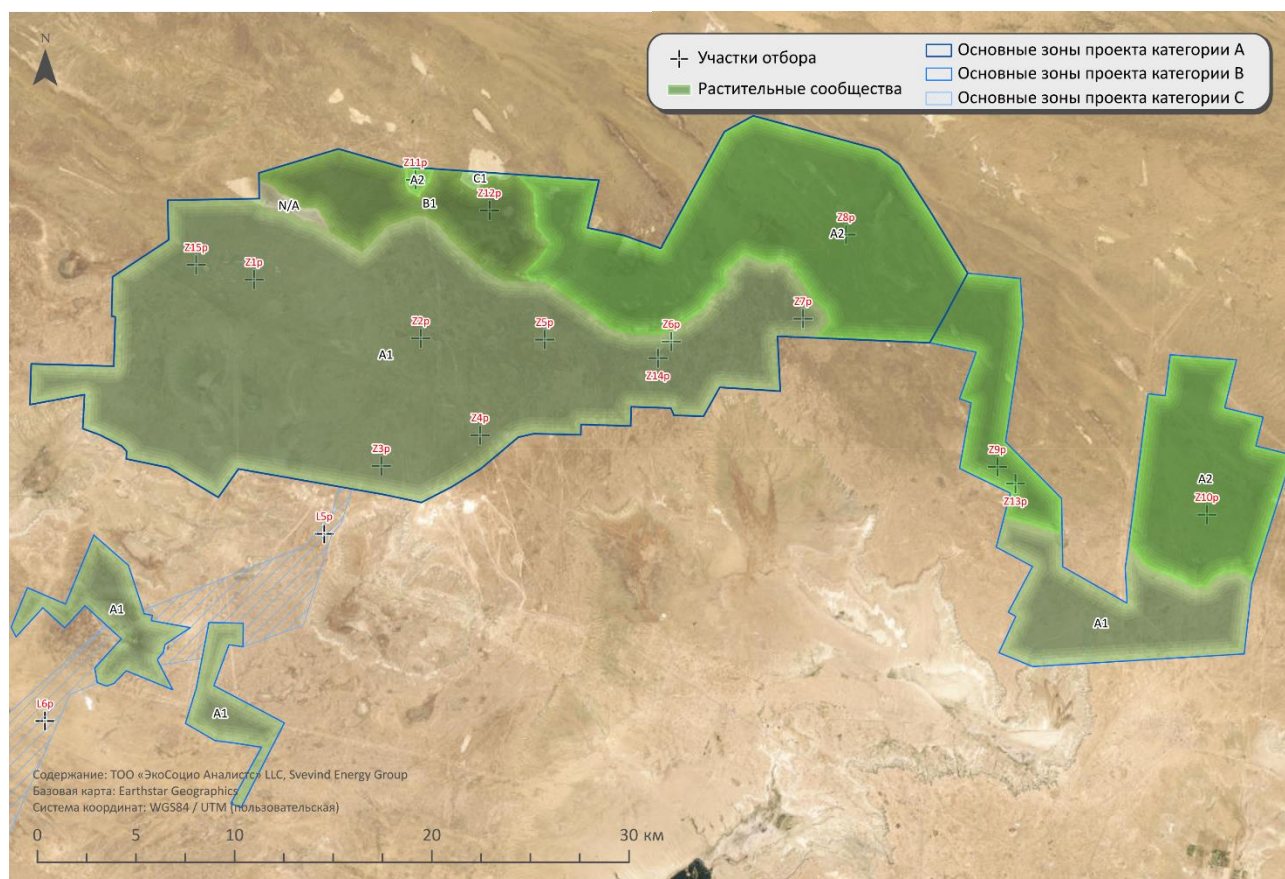 N
Участки отбора
Растительные сообщества
Основные зоны проекта категории А
Основные зоны проекта категории В
Основные зоны проекта категории С
Z11p
A2
C1
Z12p
N/A
B1
Z8p
A2
Z15p
Z1p
Z7p
Z2p
Z5p
Z6p
A1
Z14p
Z4p
Z3p
Z9p
A2
Z13p
Z10p
L5p
A1
A1
L6p
A1
Содержание: ТОО «ЭкоСоцио Аналистс» LLC, Svevind Energy Group
Базовая карта: Earthstar Geographics
Система координат: WGS84 / UTM (пользовательская)
0 5 10 20 30 км